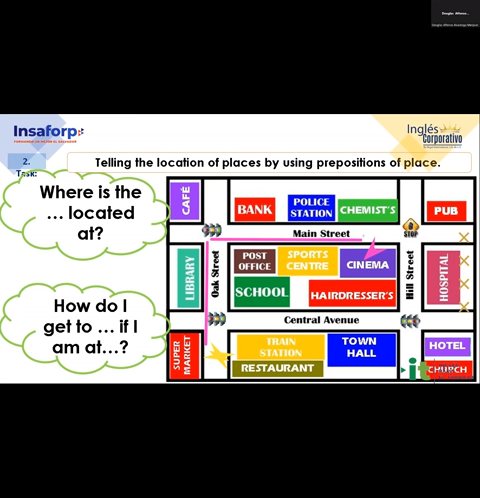 Douglas Alfonso...
Insaforp
Inglés
Corporativo
2.
Task:
Telling the location of places by using prepositions of place.
Where is the
... located
at?
How do I
get to ... if I
am at...?
CAFÉ
BANK
POLICE
STATION
CHEMIST'S
PUB
STOP
Main Street
LIBRARY
Oak Street
POST
OFFICE
SPORTS
CENTRE
CINEMA
Hill Street
HOSPITAL
SCHOOL
HAIRDRESSER'S
Central Avenue
SUPER
MARKET
TRAIN
STATION
TOWN
HALL
HOTEL
RESTAURANT
it
CHURCH